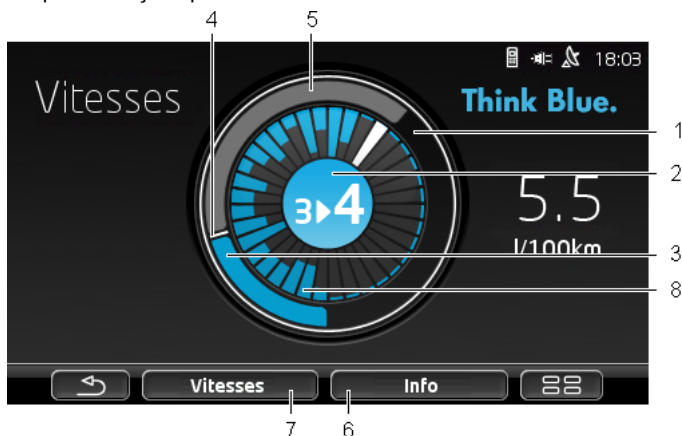 4
5
18:03
Vitesses
Think Blue.
1
2
3▶4
5.5
l/100km
3
8
Vitesses
Info
7
6